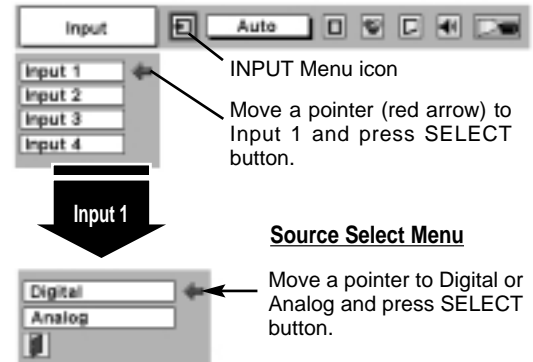 Input Auto
INPUT Menu icon
Input 1
Input 2
Input 3
Input 4
Move a pointer (red arrow) to
Input 1 and press SELECT
button.
Input 1
Source Select Menu
Digital
Analog
Move a pointer to Digital or
Analog and press SELECT
button.